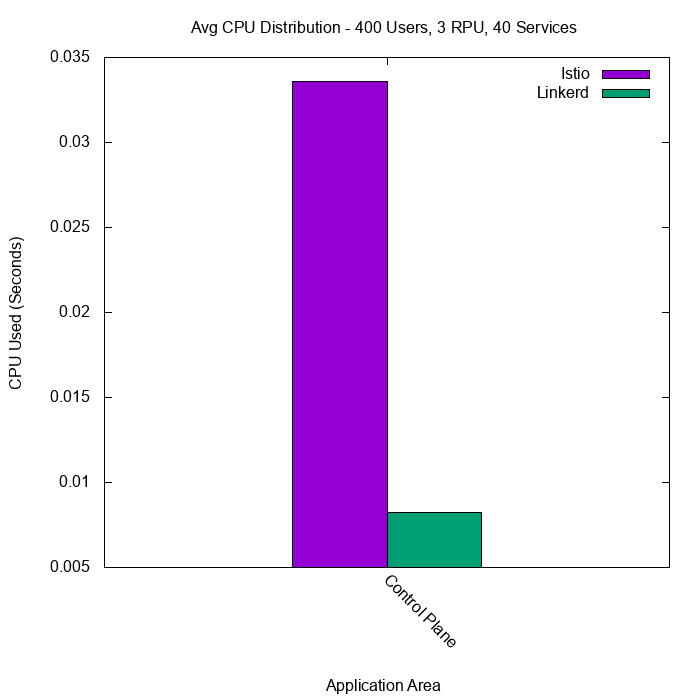 Avg CPU Distribution - 400 Users, 3 RPU, 40 Services
Istio
Linkerd
CPU Used (Seconds)
0.035
0.03
0.025
0.02
0.015
0.01
0.005
Control Plane
Application Area